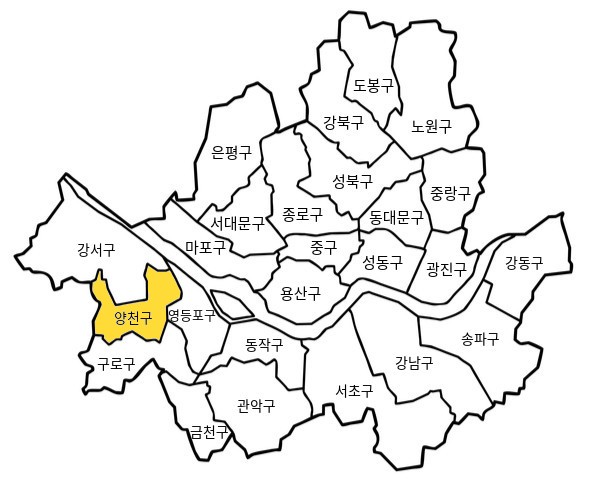 도봉구
강북구
노원구
은평구
성북구
중랑구
서대문구
종로구
동대문구
마포구
중구
강서구
성동구
광진구
강동구
용산구
양천구
영등포구
동작구
송파구
구로구
강남구
서초구
관악구
금천구